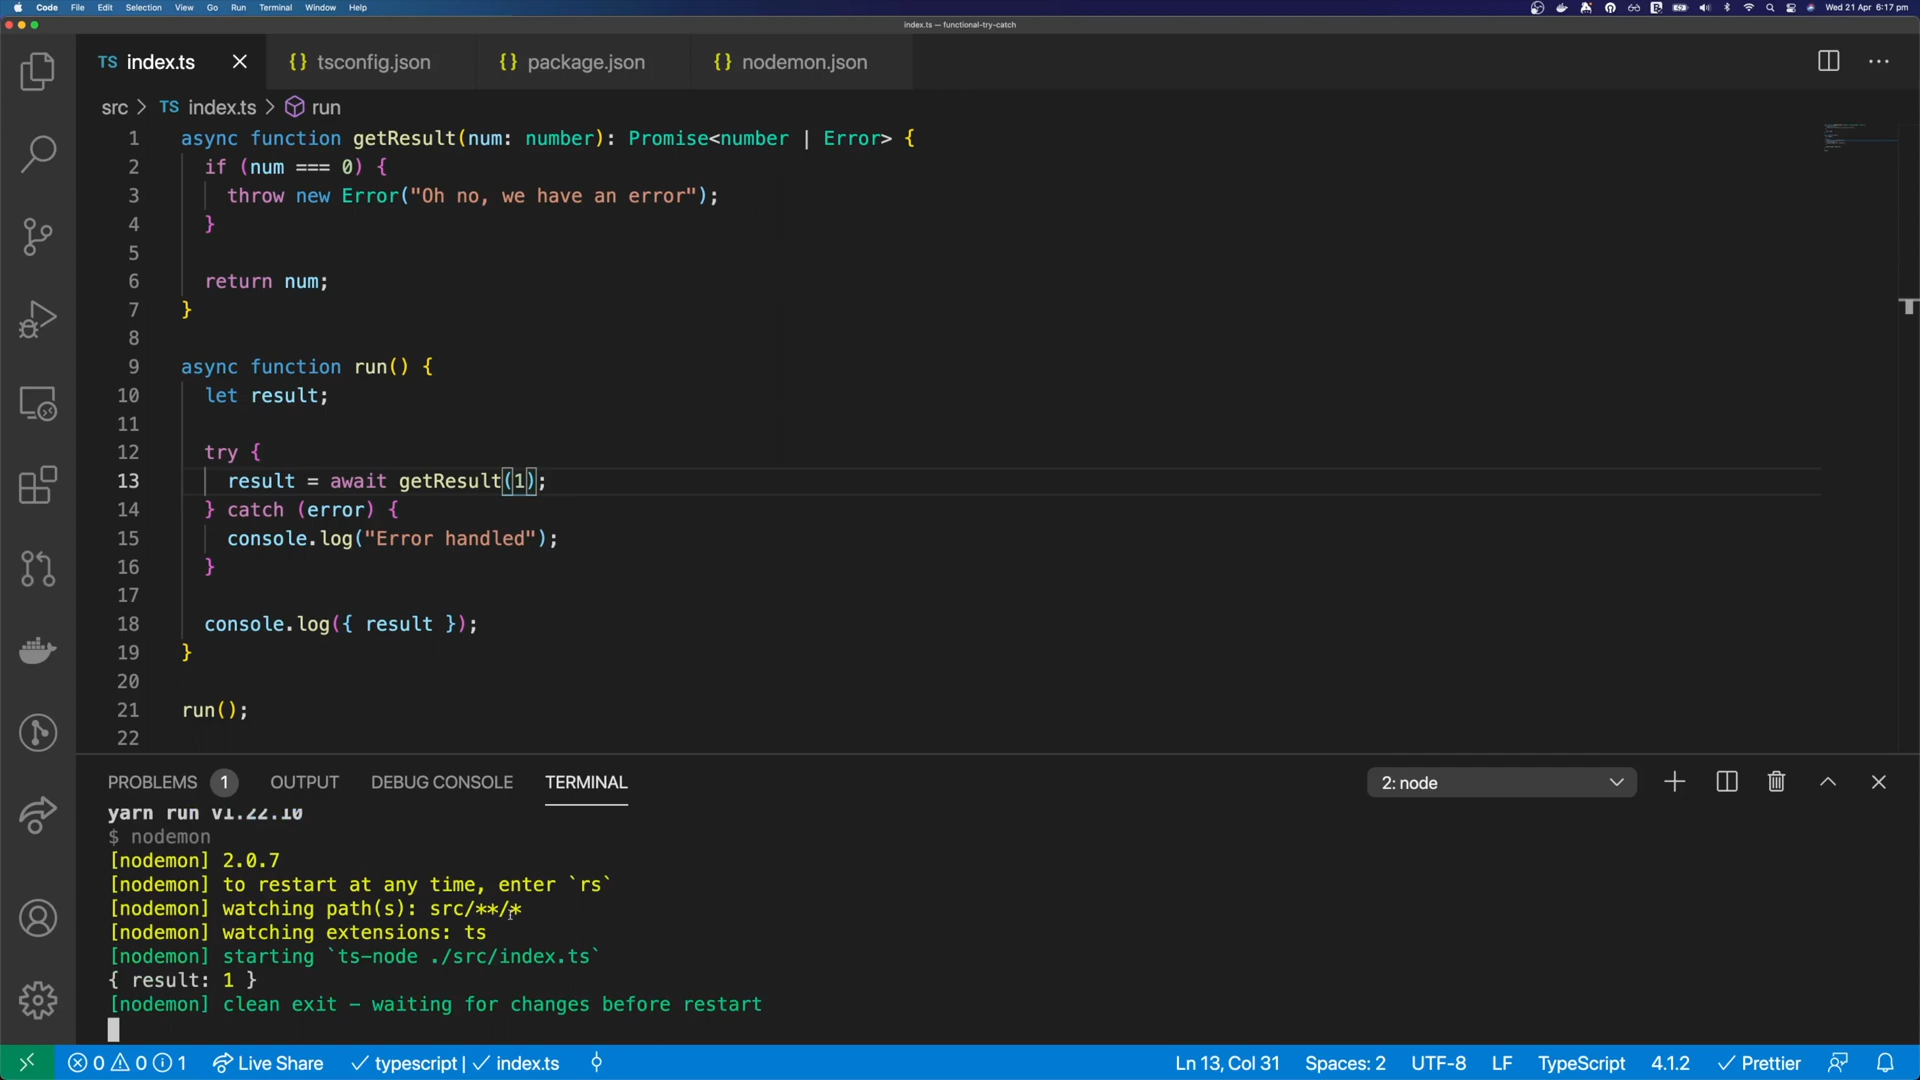 Code File Edit Selection View Go Run Terminal Window Help Wed 21 Apr 6:17 pm
index.ts — functional-try-catch
TS index.ts {} tsconfig.json {} package.json {} nodemon.json
src > TS index.ts > run
1 async function getResult(num: number): Promise<number | Error> {
2 if (num === 0) {
3 throw new Error("Oh no, we have an error");
4 }
5
6 return num;
7 }
8
9 async function run() {
10 let result;
11
12 try {
13 result = await getResult(1);
14 } catch (error) {
15 console.log("Error handled");
16 }
17
18 console.log({ result });
19 }
20
21 run();
22
PROBLEMS 1 OUTPUT DEBUG CONSOLE TERMINAL 2: node
yarn run v1.22.10
$ nodemon
[nodemon] 2.0.7
[nodemon] to restart at any time, enter `rs`
[nodemon] watching path(s): src/**/*
[nodemon] watching extensions: ts
[nodemon] starting `ts-node ./src/index.ts`
{ result: 1 }
[nodemon] clean exit - waiting for changes before restart
0 0 1 Live Share typescript | index.ts Ln 13, Col 31 Spaces: 2 UTF-8 LF TypeScript 4.1.2 Prettier